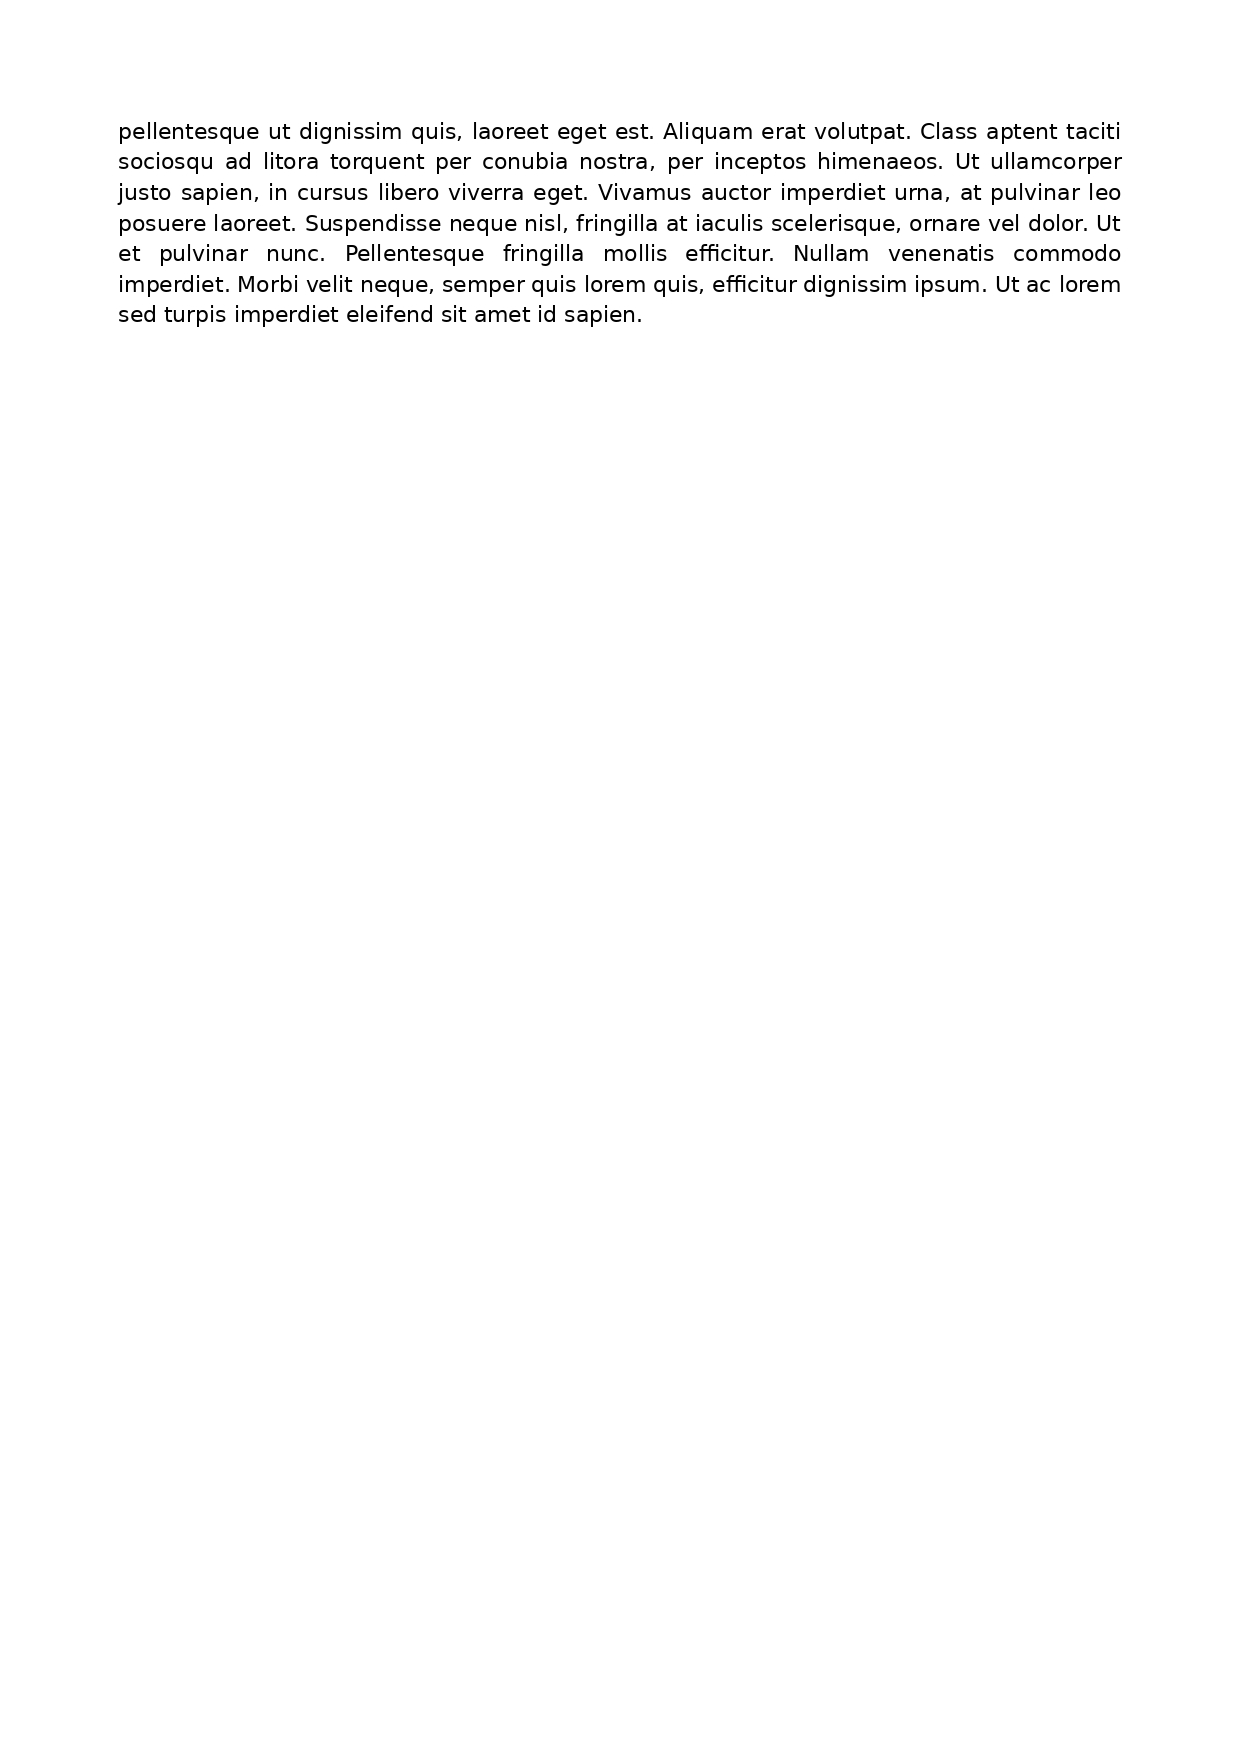 pellentesque ut dignissim quis, laoreet eget est. Aliquam erat volutpat. Class aptent taciti
sociosqu ad litora torquent per conubia nostra, per inceptos himenaeos. Ut ullamcorper
justo sapien, in cursus libero viverra eget. Vivamus auctor imperdiet urna, at pulvinar leo
posuere laoreet. Suspendisse neque nisl, fringilla at iaculis scelerisque, ornare vel dolor. Ut
et pulvinar nunc. Pellentesque fringilla mollis efficitur. Nullam venenatis commodo
imperdiet. Morbi velit neque, semper quis lorem quis, efficitur dignissim ipsum. Ut ac lorem
sed turpis imperdiet eleifend sit amet id sapien.